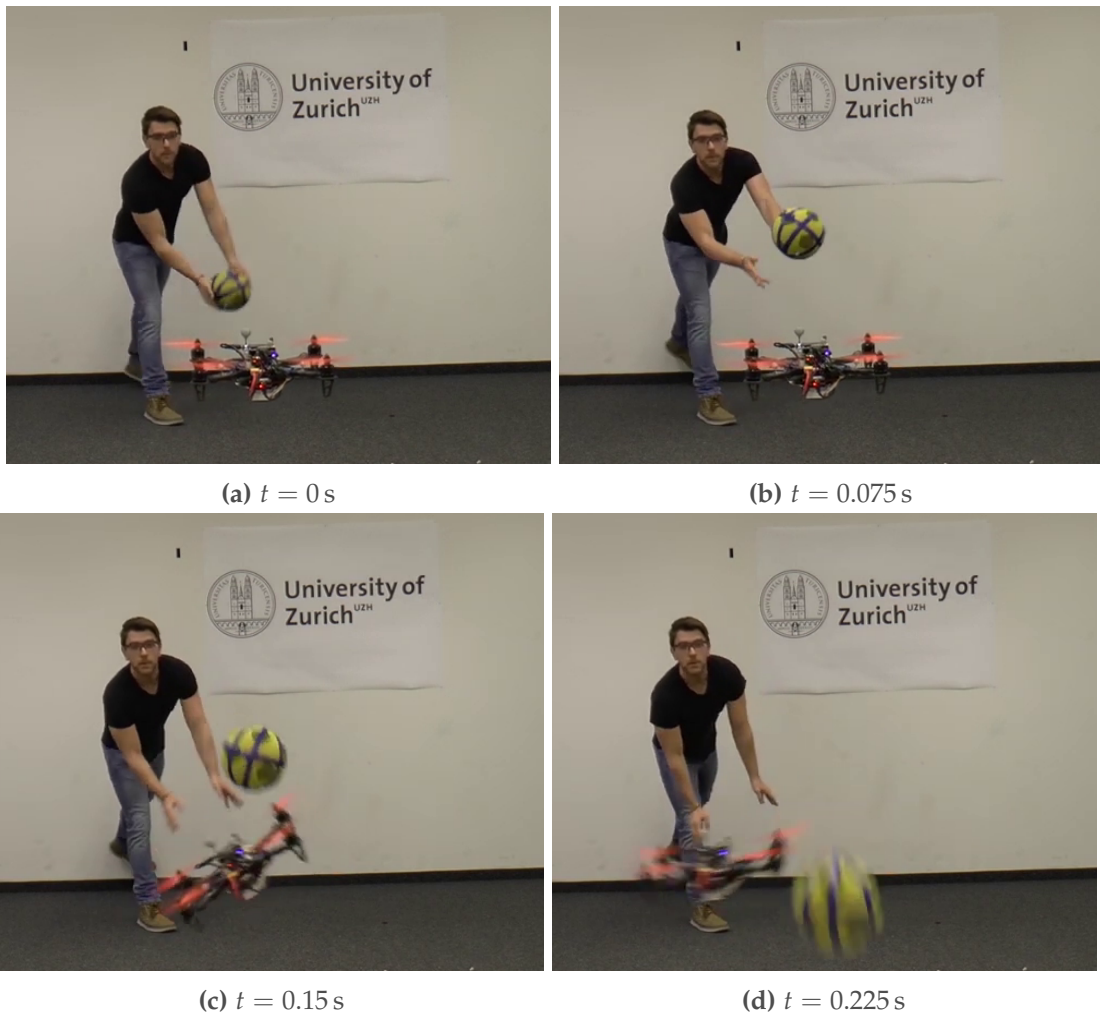 University of
Zurich UZH
University of
Zurich UZH
(a) t = 0 s
(b) t = 0.075 s
University of
Zurich UZH
University of
Zurich UZH
(c) t = 0.15 s
(d) t = 0.225 s